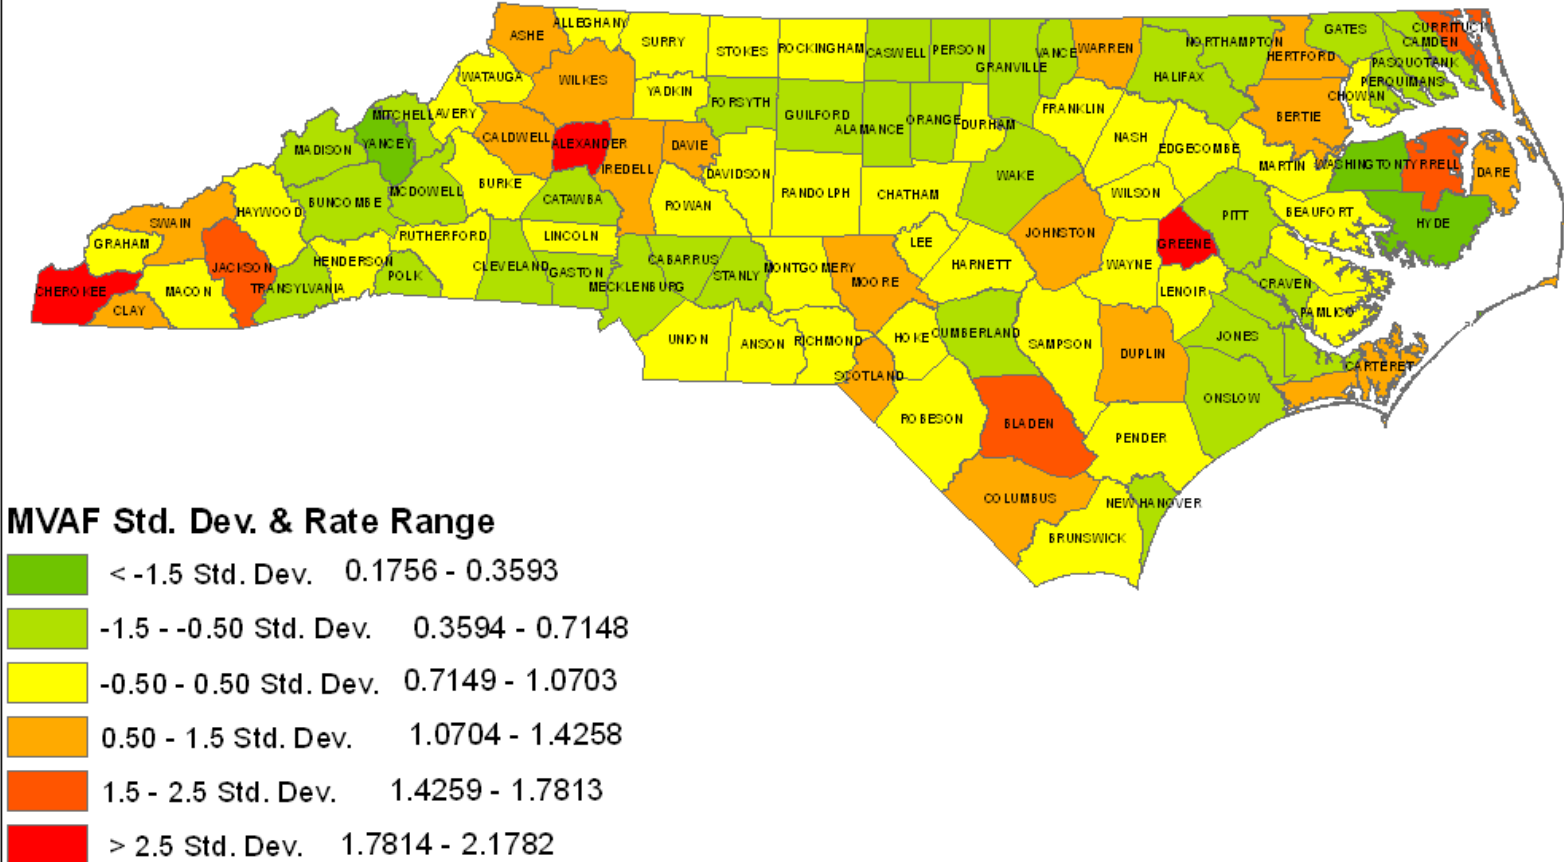 ALLEGHANY
ASHE
SURRY
STOKES
ROCKINGHAM
CASWELL
PERSON
GRANVILLE
VANCE
WARREN
NORTHAMPTON
HERTFORD
GATES
CURRITUCK
CAMDEN
PASQUOTANK
PERQUIMANS
CHOWAN
HALIFAX
BERTIE
WATAUGA
WILKES
YADKIN
FORSYTH
GUILFORD
ALAMANCE
ORANGE
DURHAM
FRANKLIN
NASH
EDGECOMBE
MARTIN
WASHINGTON
TYRRELL
DARE
MITCHELL
AVERY
YANCEY
MADISON
CALDWELL
ALEXANDER
IREDELL
DAVIE
DAVIDSON
RANDOLPH
CHATHAM
WAKE
WILSON
PITT
BEAUFORT
HYDE
MCDOWELL
BURKE
BUNCOMBE
CATAWBA
ROWAN
HAYWOOD
SWAIN
GRAHAM
RUTHERFORD
LINCOLN
LEE
JOHNSTON
GREENE
CHEROKEE
CLAY
MACON
JACKSON
TRANSYLVANIA
HENDERSON
POLK
CLEVELAND
GASTON
MECKLENBURG
CABARRUS
STANLY
MONTGOMERY
MOORE
HARNETT
WAYNE
LENOIR
CRAVEN
PAMLICO
UNION
ANSON
RICHMOND
HOKE
CUMBERLAND
SAMPSON
DUPLIN
JONES
CARTERET
SCOTLAND
ROBESON
BLADEN
ONSLOW
PENDER
COLUMBUS
NEW HANOVER
BRUNSWICK
MVAF Std. Dev. & Rate Range
< -1.5 Std. Dev. 0.1756 - 0.3593
-1.5 - -0.50 Std. Dev. 0.3594 - 0.7148
-0.50 - 0.50 Std. Dev. 0.7149 - 1.0703
0.50 - 1.5 Std. Dev. 1.0704 - 1.4258
1.5 - 2.5 Std. Dev. 1.4259 - 1.7813
> 2.5 Std. Dev. 1.7814 - 2.1782